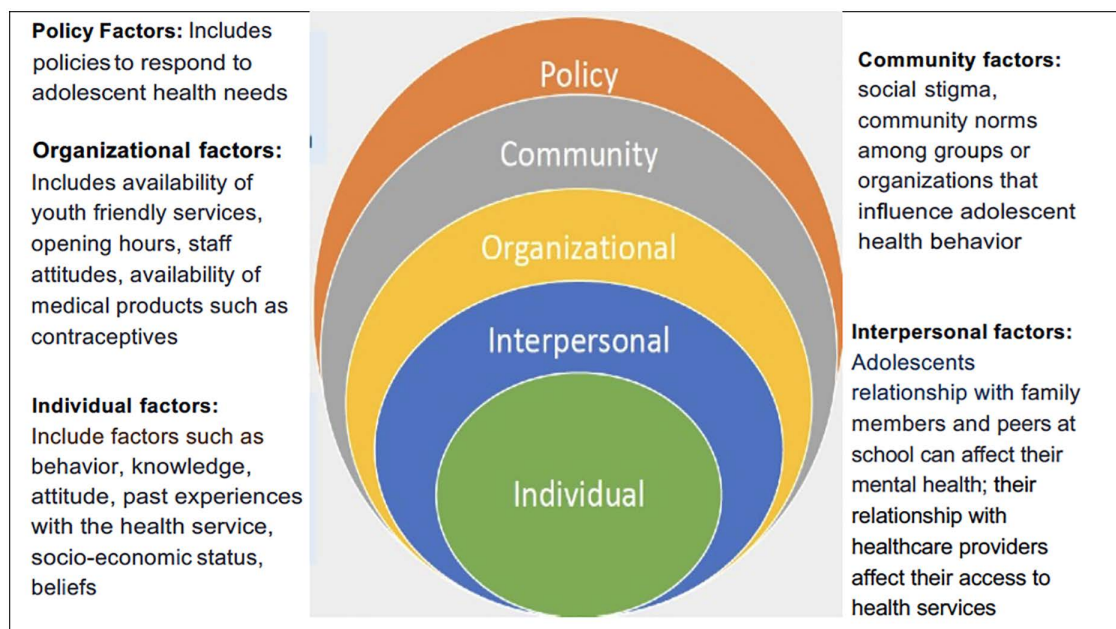 Policy Factors: Includes
policies to respond to
adolescent health needs
Organizational factors:
Includes availability of
youth friendly services,
opening hours, staff
attitudes, availability of
medical products such as
contraceptives
Individual factors:
Include factors such as
behavior, knowledge,
attitude, past experiences
with the health service,
socio-economic status,
beliefs
Policy
Community
Organizational
Interpersonal
Individual
Community factors:
social stigma,
community norms
among groups or
organizations that
influence adolescent
health behavior
Interpersonal factors:
Adolescents
relationship with family
members and peers at
school can affect their
mental health; their
relationship with
healthcare providers
affect their access to
health services